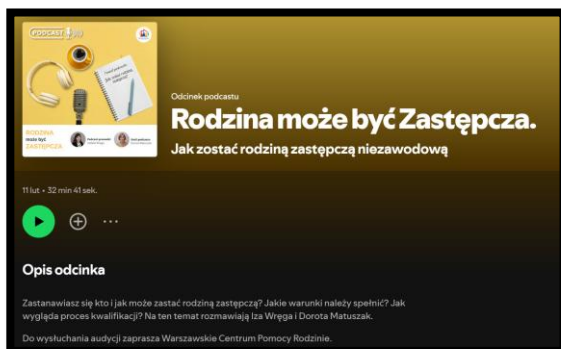 PODCAST
RODZINA
może być
ZASTĘPCZA
Odcinek podcastu
Rodzina może być Zastępcza.
Jak zostać rodziną zastępczą niezawodową
11 lut • 32 min 41 sek.
Opis odcinka
Zastanawiasz się kto i jak może zastać rodziną zastępczą? Jakie warunki należy spełnić? Jak
wygląda proces kwalifikacji? Na ten temat rozmawiają Iza Wręga i Dorota Matuszak.
Do wysłuchania audycji zaprasza Warszawskie Centrum Pomocy Rodzinie.